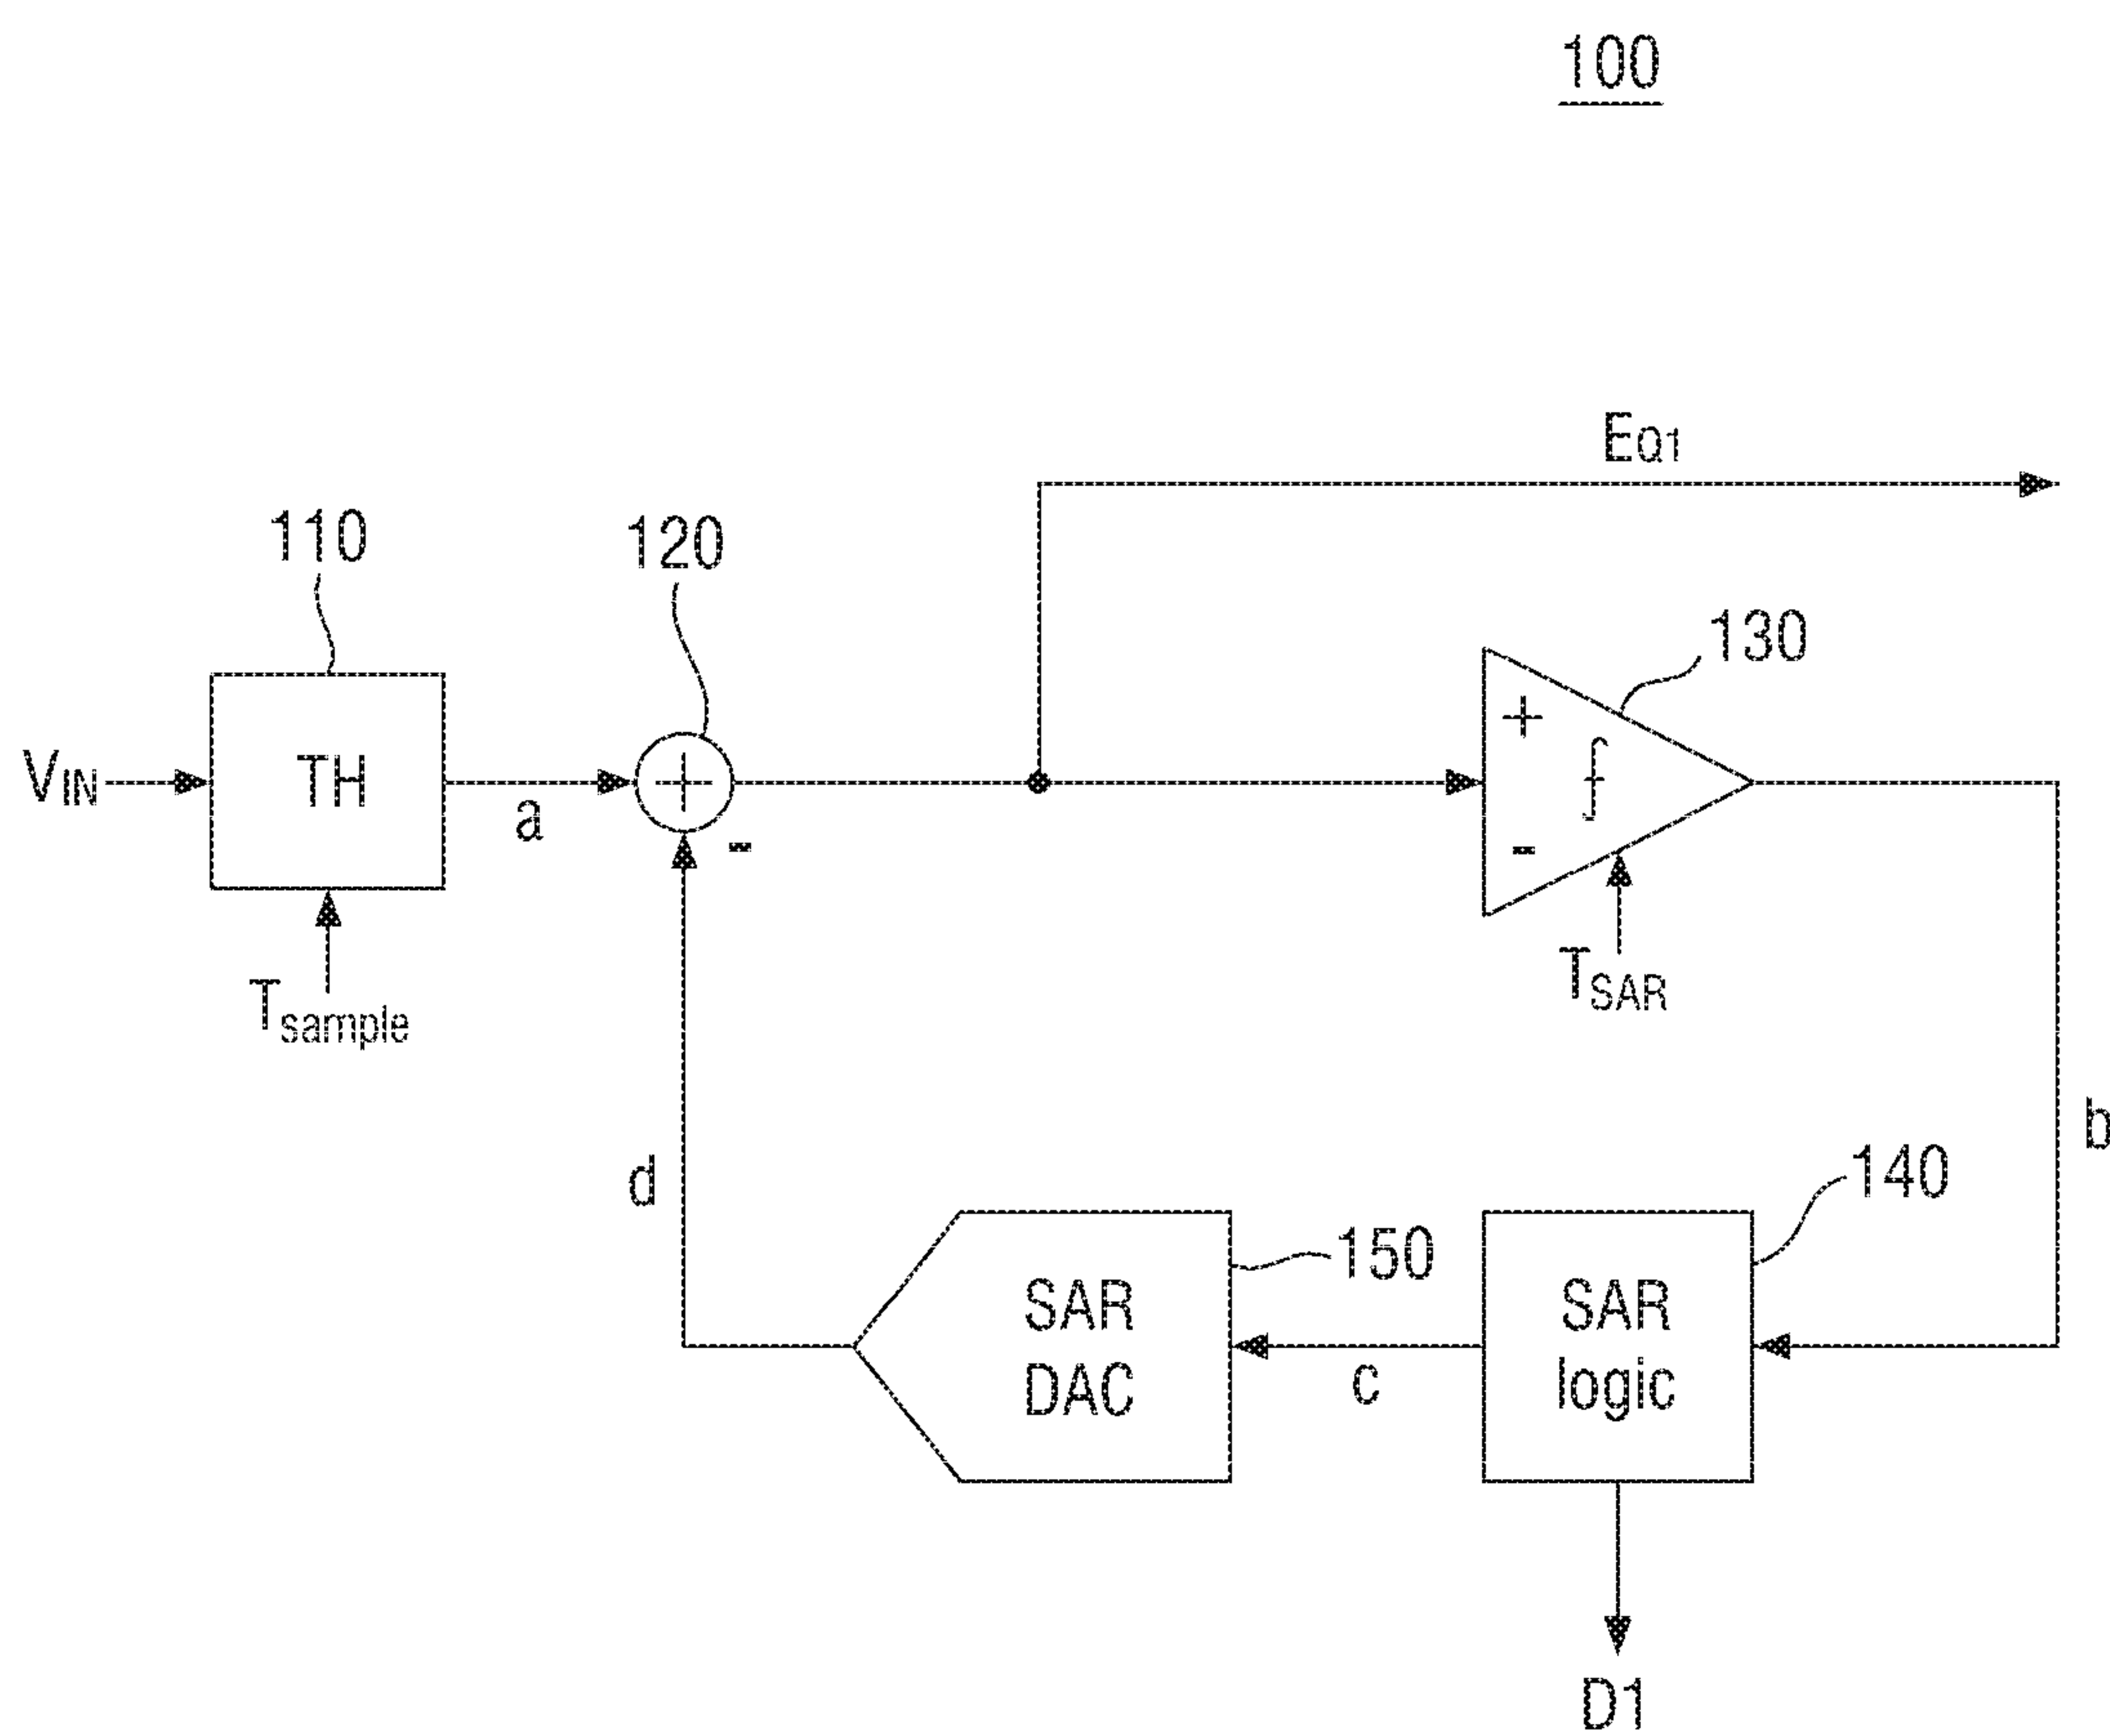 100
EQ1
110
120
130
VIN
TH
a
+
-
+
f
-
Tsample
TSAR
b
d
140
150
SAR
DAC
c
SAR
logic
D1